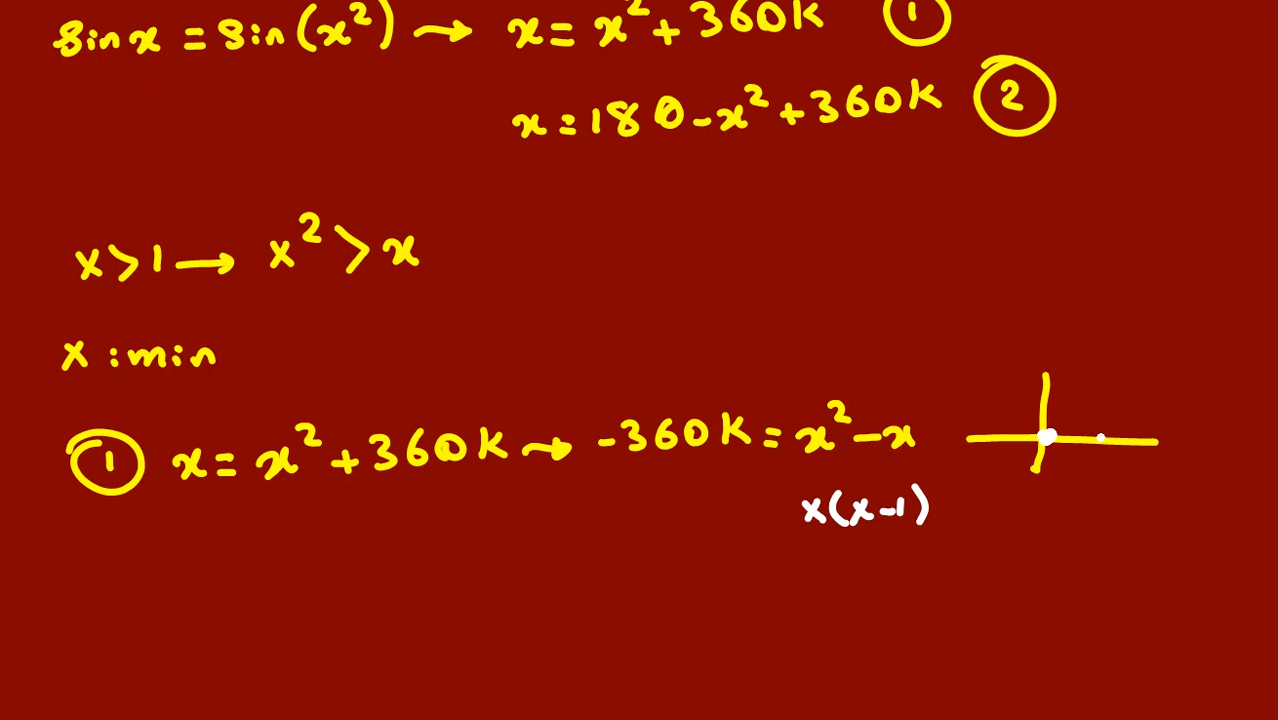 sin x = sin(x²) → x = x² + 360k ①
x = 180 - x² + 360k ②
x > 1 → x² > x
x : min
① x = x² + 360k → -360k = x² - x
x(x-1)